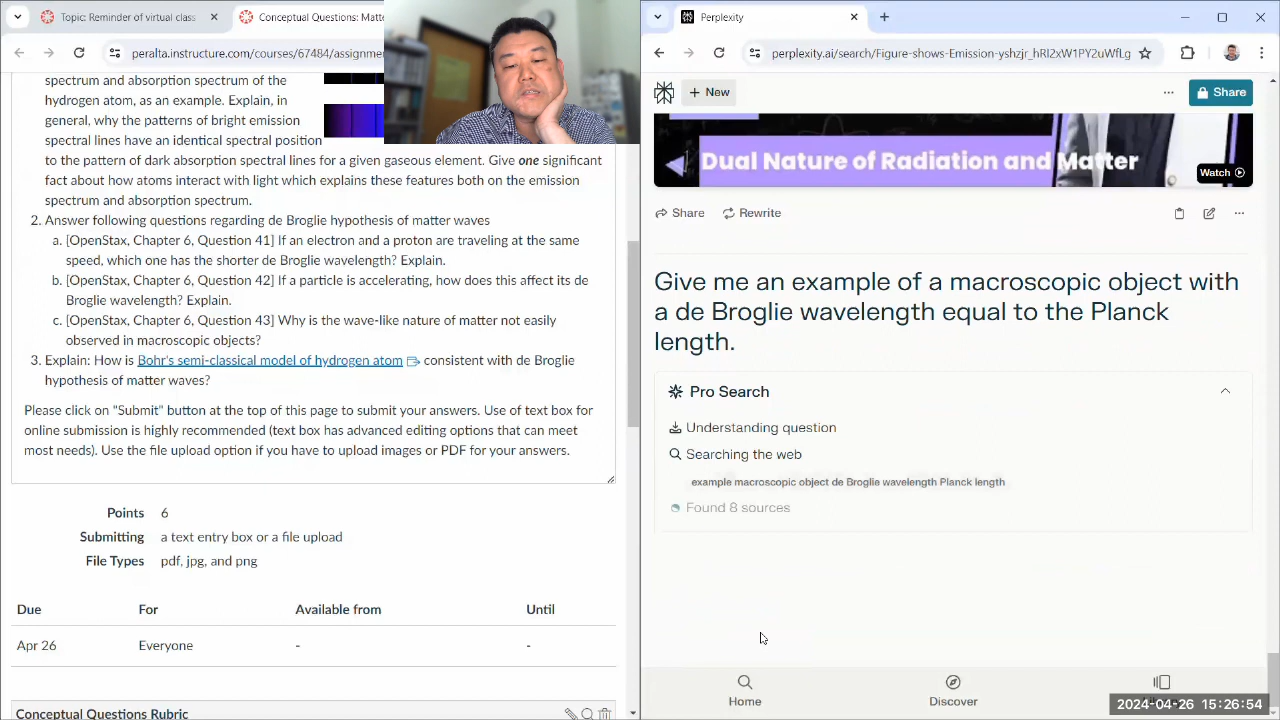 Topic: Reminder of virtual class
Conceptual Questions: Matte
peralta.instructure.com/courses/67484/assignme
spectrum and absorption spectrum of the
hydrogen atom, as an example. Explain, in
general, why the patterns of bright emission
spectral lines have an identical spectral position
to the pattern of dark absorption spectral lines for a given gaseous element. Give one significant
fact about how atoms interact with light which explains these features both on the emission
spectrum and absorption spectrum.
2. Answer following questions regarding de Broglie hypothesis of matter waves
a. [OpenStax, Chapter 6, Question 41] If an electron and a proton are traveling at the same
speed, which one has the shorter de Broglie wavelength? Explain.
b. [OpenStax, Chapter 6, Question 42] If a particle is accelerating, how does this affect its de
Broglie wavelength? Explain.
c. [OpenStax, Chapter 6, Question 43] Why is the wave-like nature of matter not easily
observed in macroscopic objects?
3. Explain: How is Bohr's semi-classical model of hydrogen atom consistent with de Broglie
hypothesis of matter waves?
Please click on "Submit" button at the top of this page to submit your answers. Use of text box for
online submission is highly recommended (text box has advanced editing options that can meet
most needs). Use the file upload option if you have to upload images or PDF for your answers.
Points 6
Submitting a text entry box or a file upload
File Types pdf, jpg, and png
Due For Available from Until
Apr 26 Everyone - -
Conceptual Questions Rubric
Perplexity
perplexity.ai/search/Figure-shows-Emission-yshzjr_hRI2xW1PY2uWfLg
+ New
Share
Dual Nature of Radiation and Matter
Watch
Share Rewrite
Give me an example of a macroscopic object with
a de Broglie wavelength equal to the Planck
length.
Pro Search
Understanding question
Searching the web
example macroscopic object de Broglie wavelength Planck length
Found 8 sources
Home Discover
2024-04-26 15:26:54